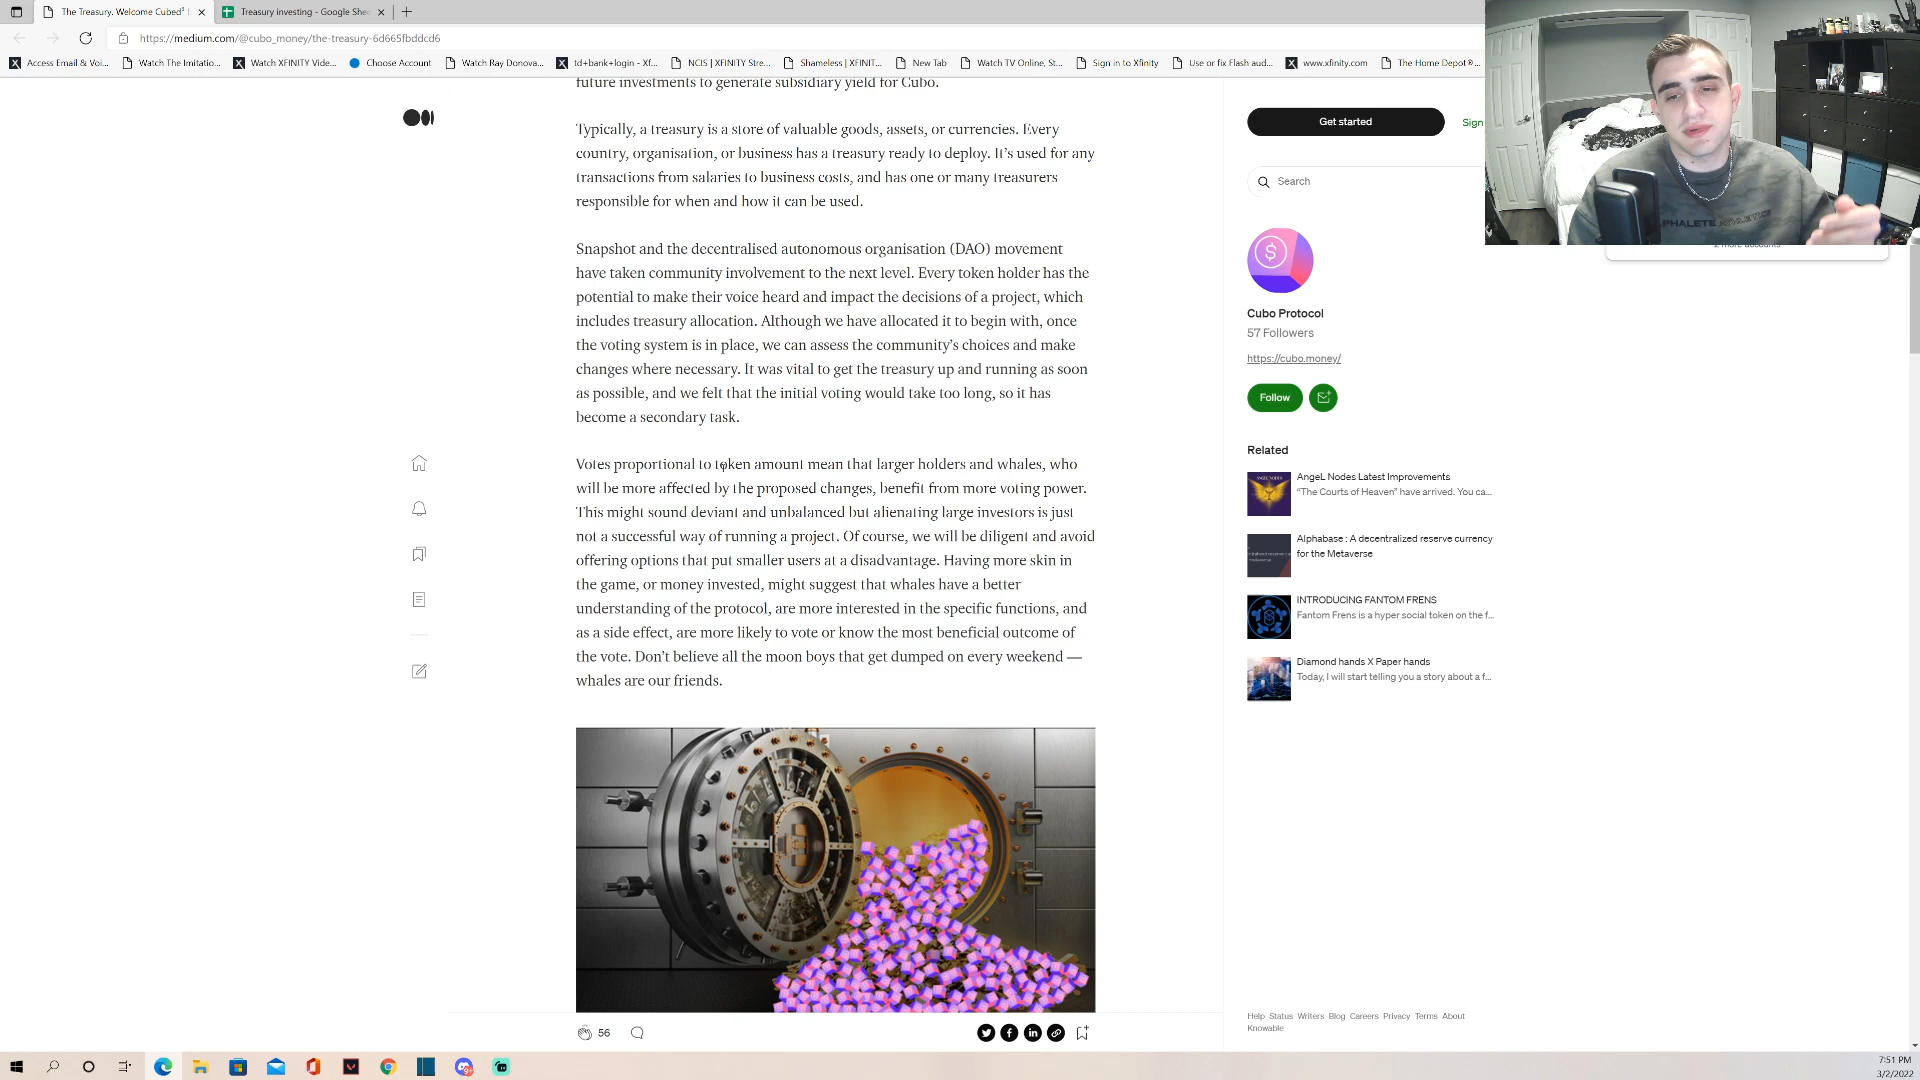 The Treasury. Welcome Cubed³ f
Treasury investing - Google Shee
https://medium.com/@cubo_money/the-treasury-6d665fbddcd6
Access Email & Voi...
Watch The Imitatio...
Watch XFINITY Vide...
Choose Account
Watch Ray Donova...
td+bank+login - Xf...
NCIS | XFINITY Stre...
Shameless | XFINIT...
New Tab
Watch TV Online, St...
Sign in to Xfinity
Use or fix Flash aud...
www.xfinity.com
The Home Depot®...
future investments to generate subsidiary yield for Cubo.
Typically, a treasury is a store of valuable goods, assets, or currencies. Every
country, organisation, or business has a treasury ready to deploy. It's used for any
transactions from salaries to business costs, and has one or many treasurers
responsible for when and how it can be used.
Snapshot and the decentralised autonomous organisation (DAO) movement
have taken community involvement to the next level. Every token holder has the
potential to make their voice heard and impact the decisions of a project, which
includes treasury allocation. Although we have allocated it to begin with, once
the voting system is in place, we can assess the community's choices and make
changes where necessary. It was vital to get the treasury up and running as soon
as possible, and we felt that the initial voting would take too long, so it has
become a secondary task.
Votes proportional to token amount mean that larger holders and whales, who
will be more affected by the proposed changes, benefit from more voting power.
This might sound deviant and unbalanced but alienating large investors is just
not a successful way of running a project. Of course, we will be diligent and avoid
offering options that put smaller users at a disadvantage. Having more skin in
the game, or money invested, might suggest that whales have a better
understanding of the protocol, are more interested in the specific functions, and
as a side effect, are more likely to vote or know the most beneficial outcome of
the vote. Don't believe all the moon boys that get dumped on every weekend —
whales are our friends.
56
Get started
Sign
Search
2 more accounts
Cubo Protocol
57 Followers
https://cubo.money/
Follow
Related
AngeL Nodes Latest Improvements
“The Courts of Heaven” have arrived. You ca...
Alphabase : A decentralized reserve currency
for the Metaverse
INTRODUCING FANTOM FRENS
Fantom Frens is a hyper social token on the f...
Diamond hands X Paper hands
Today, I will start telling you a story about a f...
Help Status Writers Blog Careers Privacy Terms About
Knowable
7:51 PM
3/2/2022